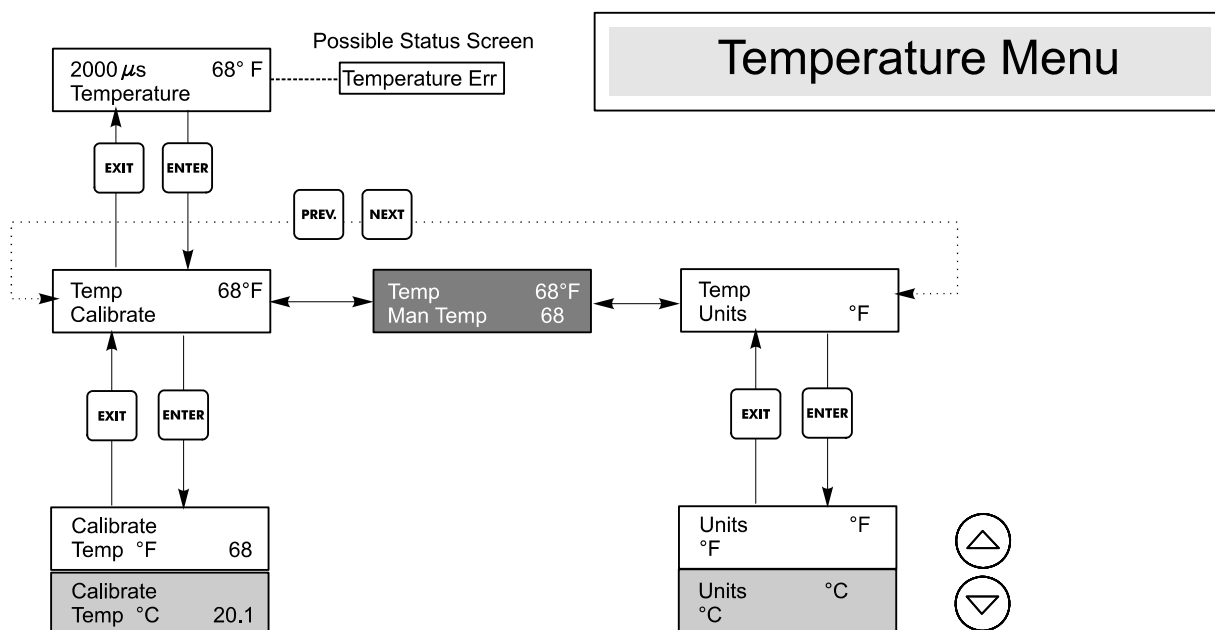 Possible Status Screen
Temperature Menu
2000 µs 68° F
Temperature
Temperature Err
EXIT
ENTER
PREV.
NEXT
Temp 68°F
Calibrate
Temp 68°F
Man Temp 68
Temp
Units °F
EXIT
ENTER
EXIT
ENTER
Calibrate
Temp °F 68
Calibrate
Temp °C 20.1
Units °F
°F
Units °C
°C